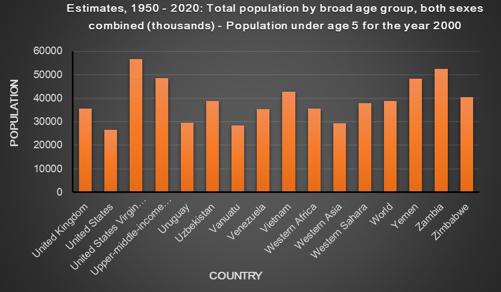 Estimates, 1950 - 2020: Total population by broad age group, both sexes
combined (thousands) - Population under age 5 for the year 2000
POPULATION
60000
50000
40000
30000
20000
10000
0
United Kingdom
United States
United States Virgin...
Upper-middle-income...
Uruguay
Uzbekistan
Vanuatu
Venezuela
Vietnam
Western Africa
Western Asia
Western Sahara
World
Yemen
Zambia
Zimbabwe
COUNTRY